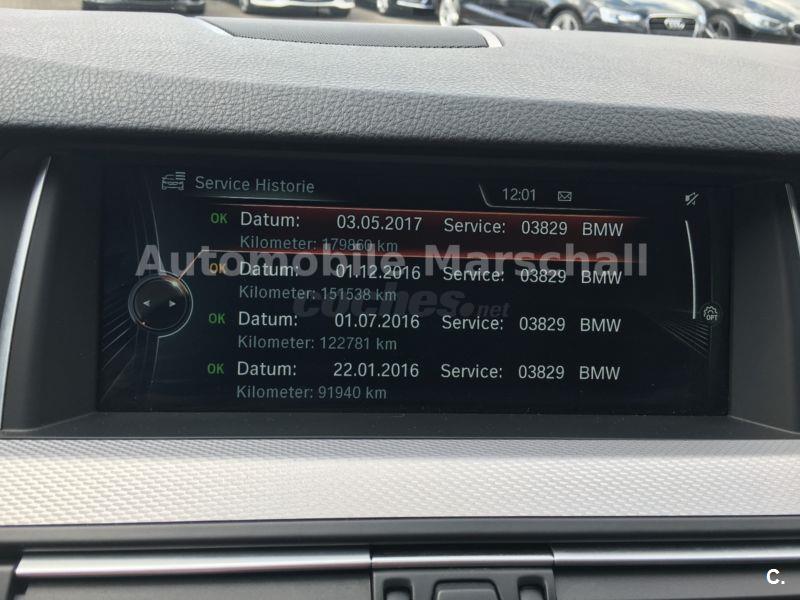 Service Historie
12:01
OK Datum: 03.05.2017 Service: 03829 BMW
Kilometer: 179860 km
Automobile Marschall
OK Datum: 01.12.2016 Service: 03829 BMW
Kilometer: 151538 km
coches.net
OK Datum: 01.07.2016 Service: 03829 BMW
OPT
Kilometer: 122781 km
OK Datum: 22.01.2016 Service: 03829 BMW
Kilometer: 91940 km
C.